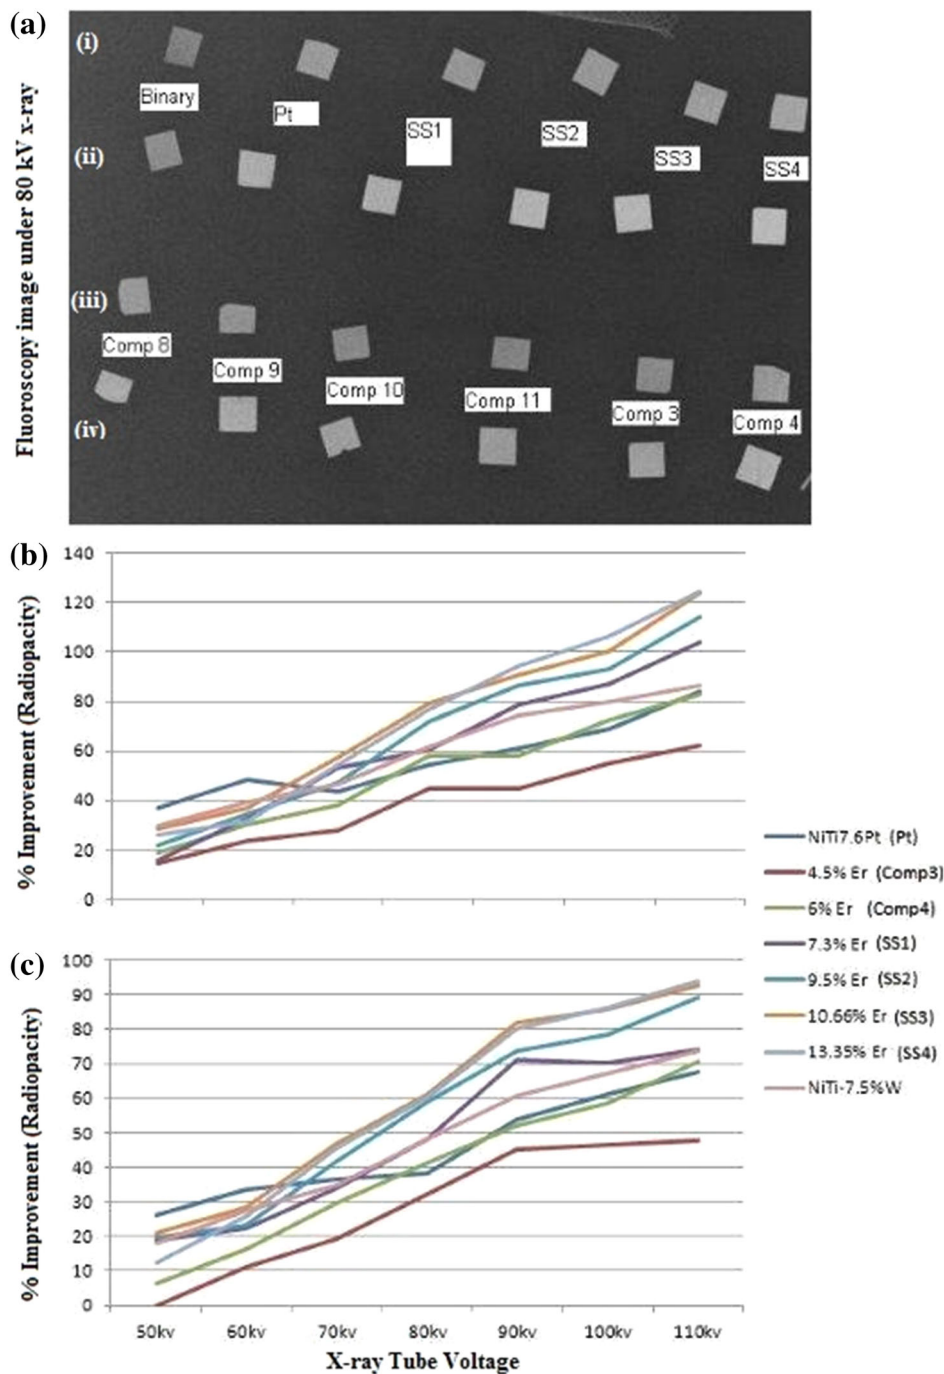 (a)
Fluoroscopy image under 80 kV x-ray
(i)
Binary
Pt
SS1
SS2
SS3
SS4
(ii)
(iii)
Comp 8
Comp 9
Comp 10
Comp 11
Comp 3
Comp 4
(iv)
(b)
% Improvement (Radiopacity)
140
120
100
80
60
40
20
0
NiTi7.6Pt (Pt)
4.5% Er (Comp3)
6% Er (Comp4)
7.3% Er (SS1)
9.5% Er (SS2)
10.66% Er (SS3)
13.35% Er (SS4)
NiTi-7.5%W
(c)
% Improvement (Radiopacity)
100
90
80
70
60
50
40
30
20
10
0
50kv 60kv 70kv 80kv 90kv 100kv 110kv
X-ray Tube Voltage